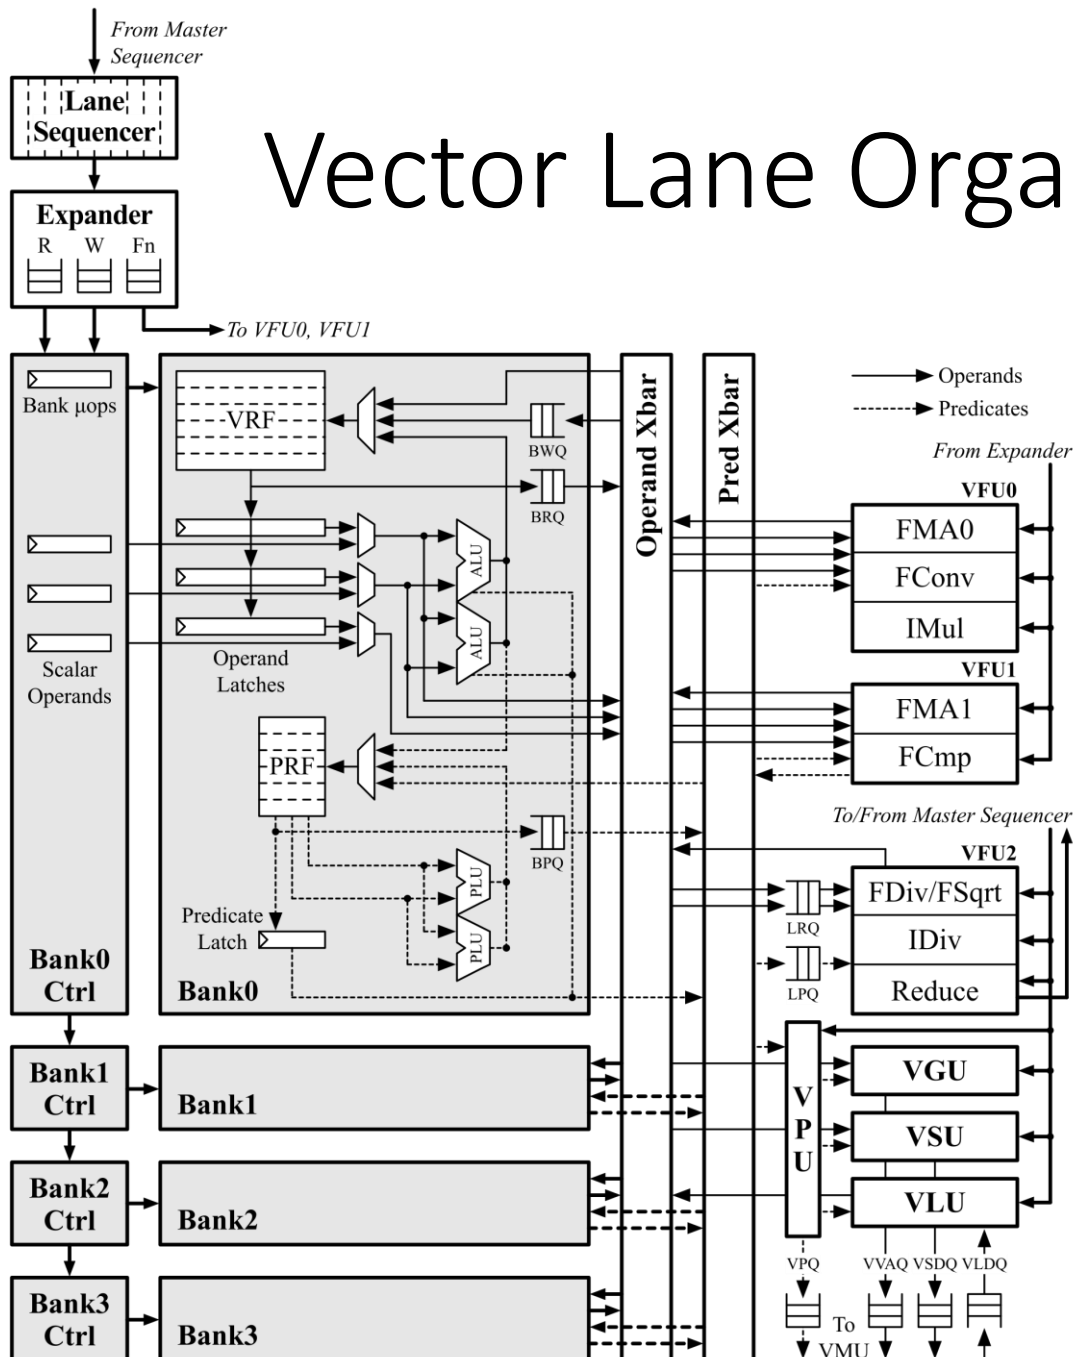 From Master
Sequencer
Lane
Sequencer
Vector Lane Orga
Expander
R W Fn
To VFU0, VFU1
Bank μops
VRF
BWQ
BRQ
Operand Xbar
Pred Xbar
Operands
Predicates
From Expander
VFU0
FMA0
FConv
IMul
ALU
ALU
Operand
Latches
Scalar
Operands
VFU1
FMA1
FCmp
PRF
BPQ
PLU
PLU
Predicate
Latch
To/From Master Sequencer
VFU2
FDiv/FSqrt
IDiv
Reduce
LRQ
LPQ
Bank0
Ctrl
Bank0
Bank1
Ctrl
Bank1
VPU
VGU
VSU
VLU
Bank2
Ctrl
Bank2
VPQ
VVAQ VSDQ VLDQ
Bank3
Ctrl
Bank3
To
VMU